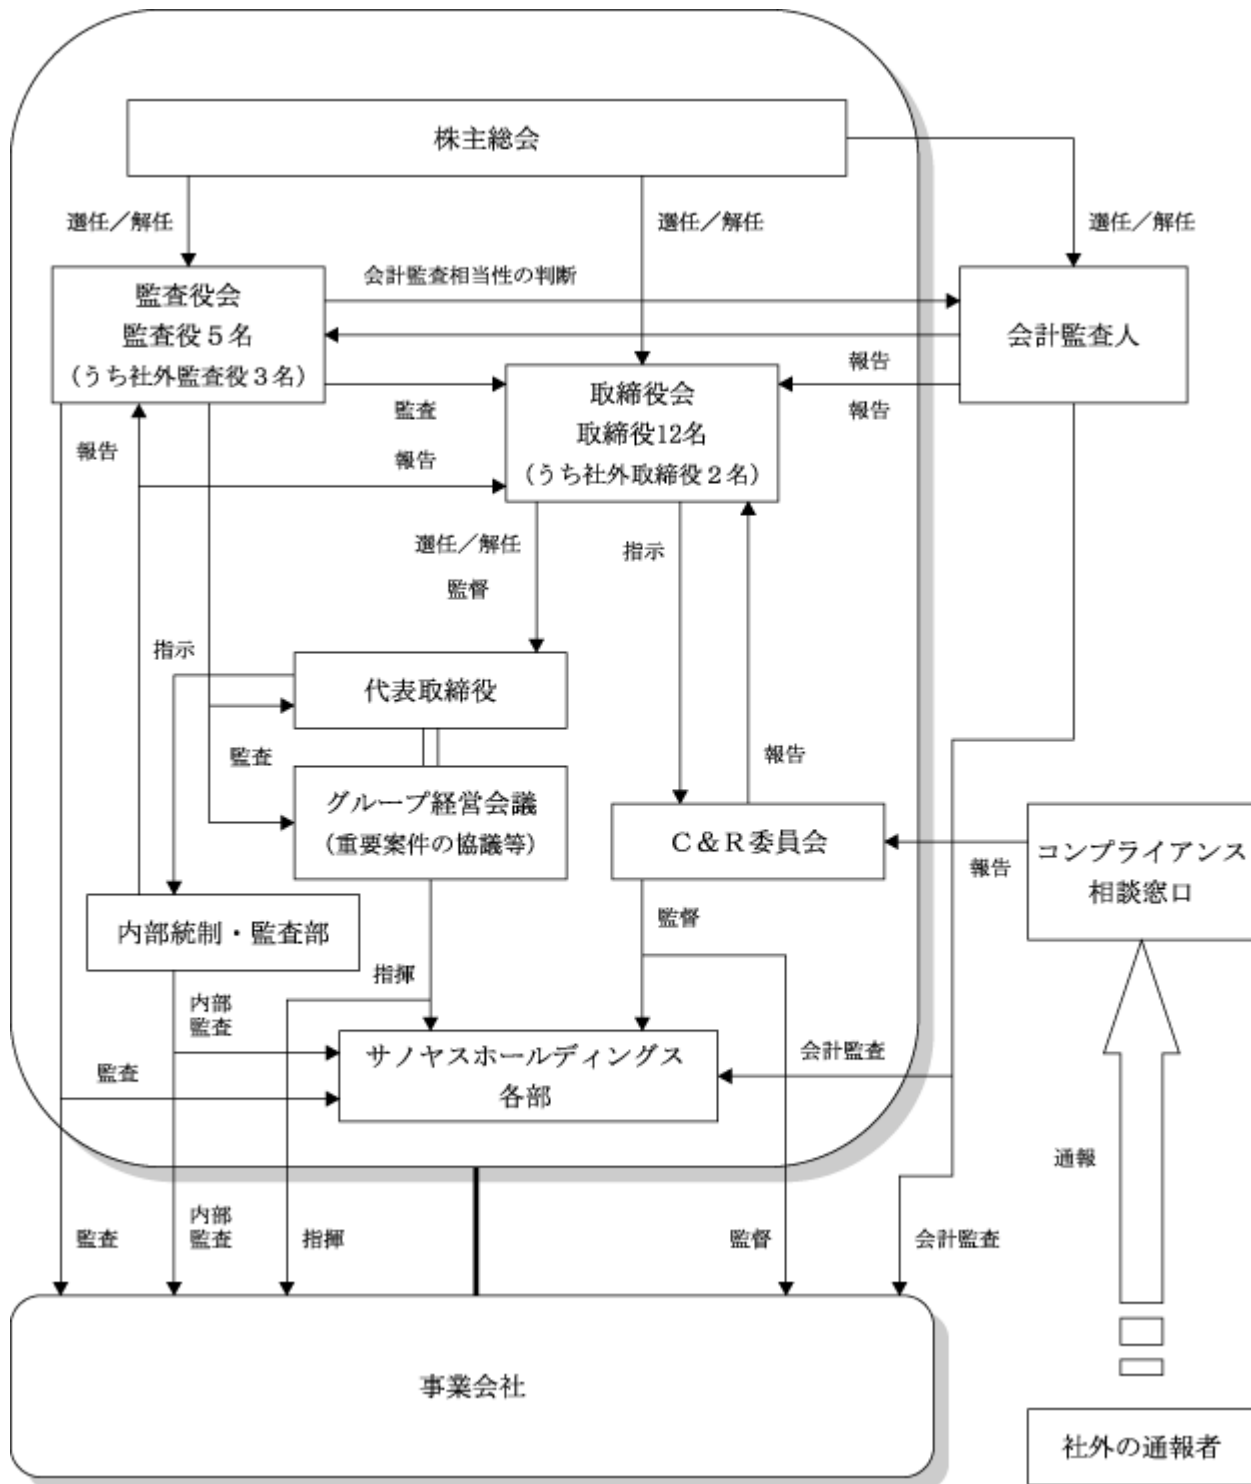 株主総会
選任／解任
選任／解任
選任／解任
監査役会
監査役５名
（うち社外監査役３名）
会計監査相当性の判断
会計監査人
報告
報告
監査
取締役会
取締役12名
（うち社外取締役２名）
報告
報告
選任／解任
監督
指示
指示
代表取締役
監査
報告
グループ経営会議
（重要案件の協議等）
Ｃ＆Ｒ委員会
報告
コンプライアンス
相談窓口
内部統制・監査部
監督
指揮
内部
監査
監査
サノヤスホールディングス
各部
会計監査
通報
監査
内部
監査
指揮
監督
会計監査
事業会社
社外の通報者